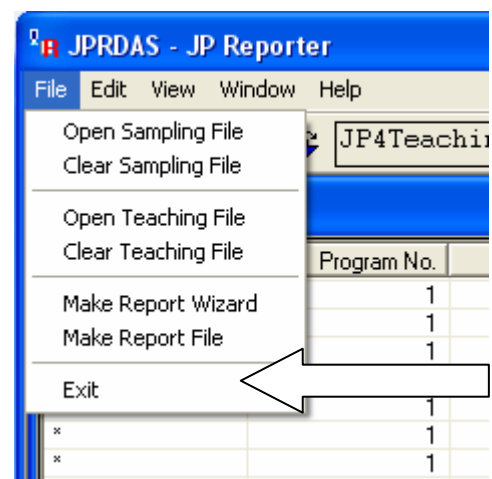 JPRDAS - JP Reporter
File Edit View Window Help
JP4Teachin
Open Sampling File
Clear Sampling File
Open Teaching File
Clear Teaching File
Program No.
Make Report Wizard
1
Make Report File
1
1
Exit
1
* 1
* 1